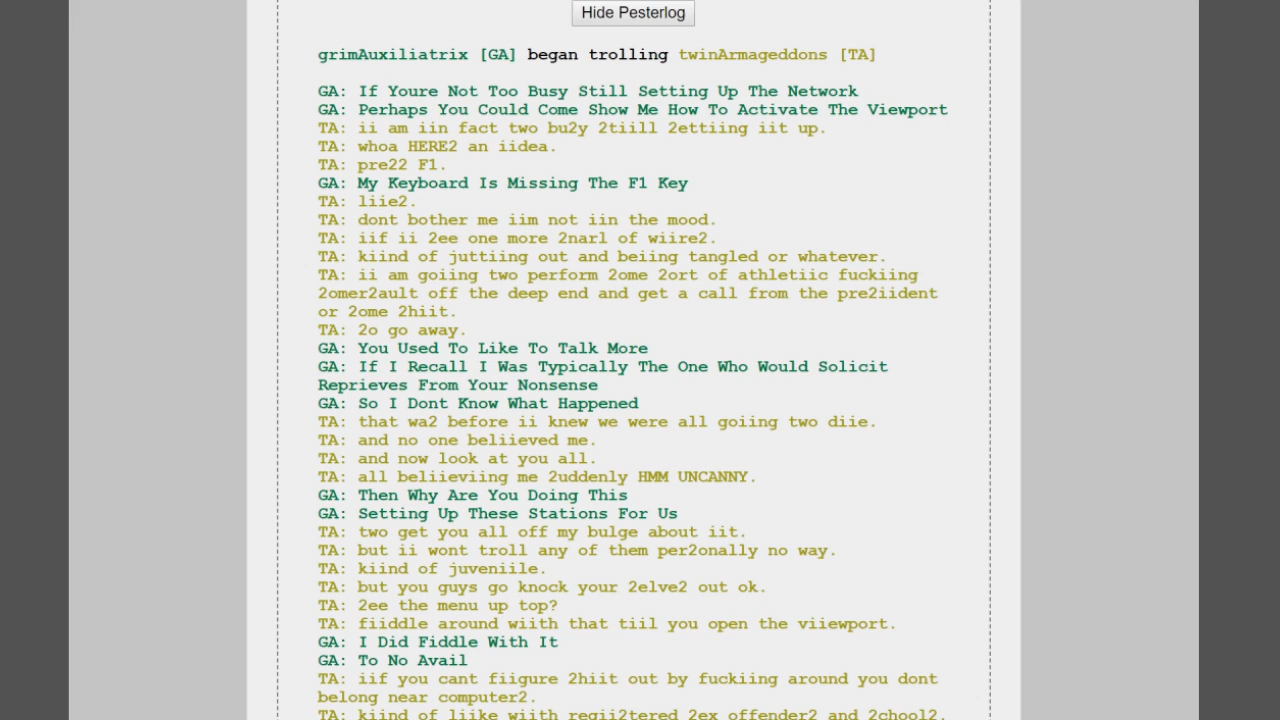 Hide Pesterlog
grimAuxiliatrix [GA] began trolling twinArmageddons [TA]
GA: If Youre Not Too Busy Still Setting Up The Network
GA: Perhaps You Could Come Show Me How To Activate The Viewport
TA: ii am iin fact two bu2y 2tiill 2ettiing iit up.
TA: whoa HERE2 an iidea.
TA: pre22 F1.
GA: My Keyboard Is Missing The F1 Key
TA: liie2.
TA: dont bother me iim not iin the mood.
TA: iif ii 2ee one more 2narl of wiire2.
TA: kiind of juttiing out and beiing tangled or whatever.
TA: ii am goiing two perform 2ome 2ort of athletiic fuckiing
2omer2ault off the deep end and get a call from the pre2iident
or 2ome 2hiit.
TA: 2o go away.
GA: You Used To Like To Talk More
GA: If I Recall I Was Typically The One Who Would Solicit
Reprieves From Your Nonsense
GA: So I Dont Know What Happened
TA: that wa2 before ii knew we were all goiing two diie.
TA: and no one beliieved me.
TA: and now look at you all.
TA: all beliieviing me 2uddenly HMM UNCANNY.
GA: Then Why Are You Doing This
GA: Setting Up These Stations For Us
TA: two get you all off my bulge about iit.
TA: but ii wont troll any of them per2onally no way.
TA: kiind of juveniile.
TA: but you guys go knock your 2elve2 out ok.
TA: 2ee the menu up top?
TA: fiiddle around wiith that tiil you open the viiewport.
GA: I Did Fiddle With It
GA: To No Avail
TA: iif you cant fiigure 2hiit out by fuckiing around you dont
belong near computer2.
TA: kiind of liike wiith regii2tered 2ex offender2 and 2chool2.